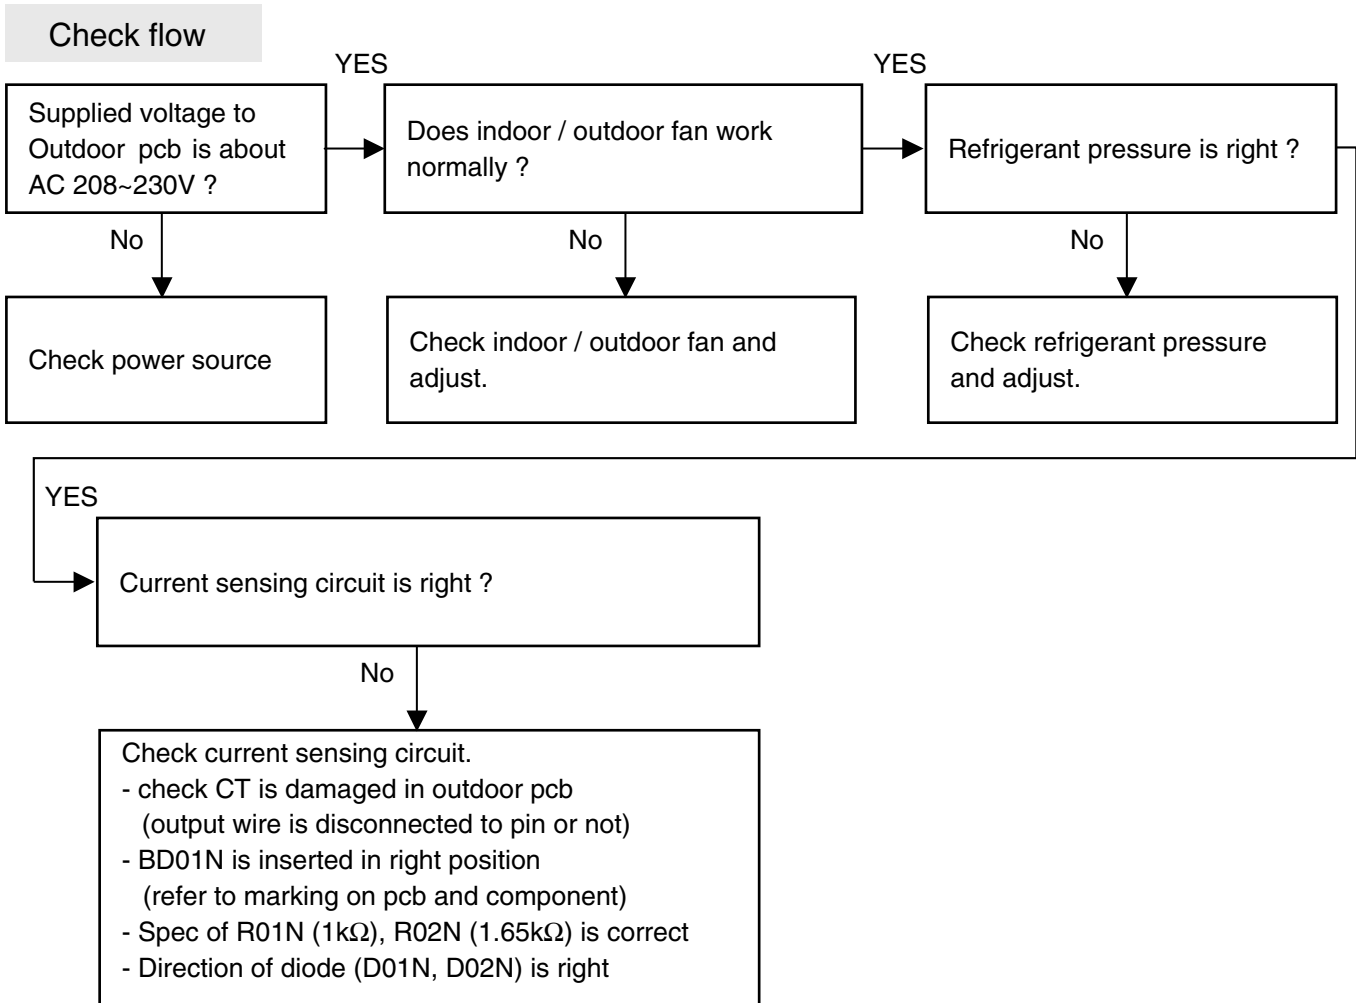 Check flow
YES
YES
Supplied voltage to
Outdoor pcb is about
AC 208~230V ?
Does indoor / outdoor fan work
normally ?
Refrigerant pressure is right ?
No
No
No
Check power source
Check indoor / outdoor fan and
adjust.
Check refrigerant pressure
and adjust.
YES
Current sensing circuit is right ?
No
Check current sensing circuit.
- check CT is damaged in outdoor pcb
(output wire is disconnected to pin or not)
- BD01N is inserted in right position
(refer to marking on pcb and component)
- Spec of R01N (1kΩ), R02N (1.65kΩ) is correct
- Direction of diode (D01N, D02N) is right